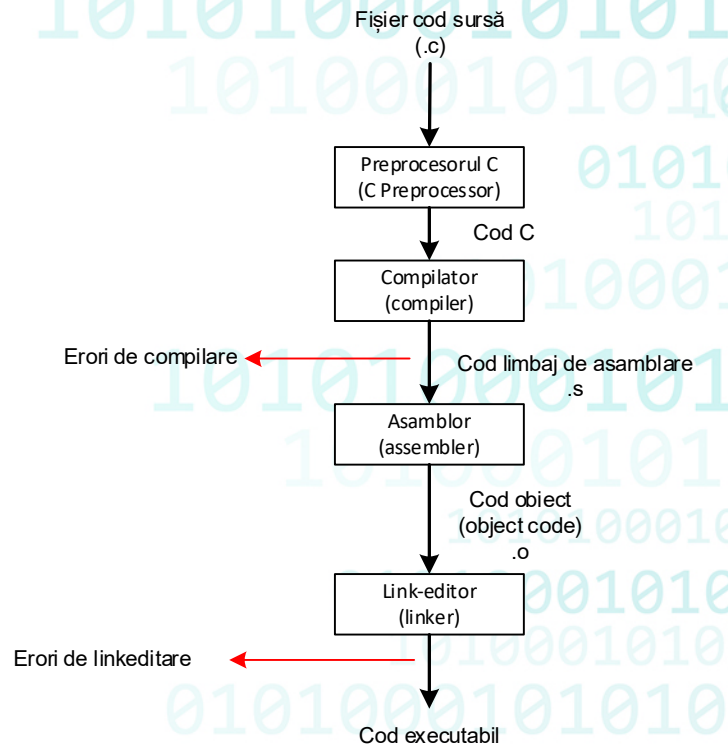 Fișier cod sursă
(.c)
Preprocesorul C
(C Preprocessor)
Cod C
Compilator
(compiler)
Erori de compilare
Cod limbaj de asamblare
.s
Asamblor
(assembler)
Cod obiect
(object code)
.o
Link-editor
(linker)
Erori de linkeditare
Cod executabil